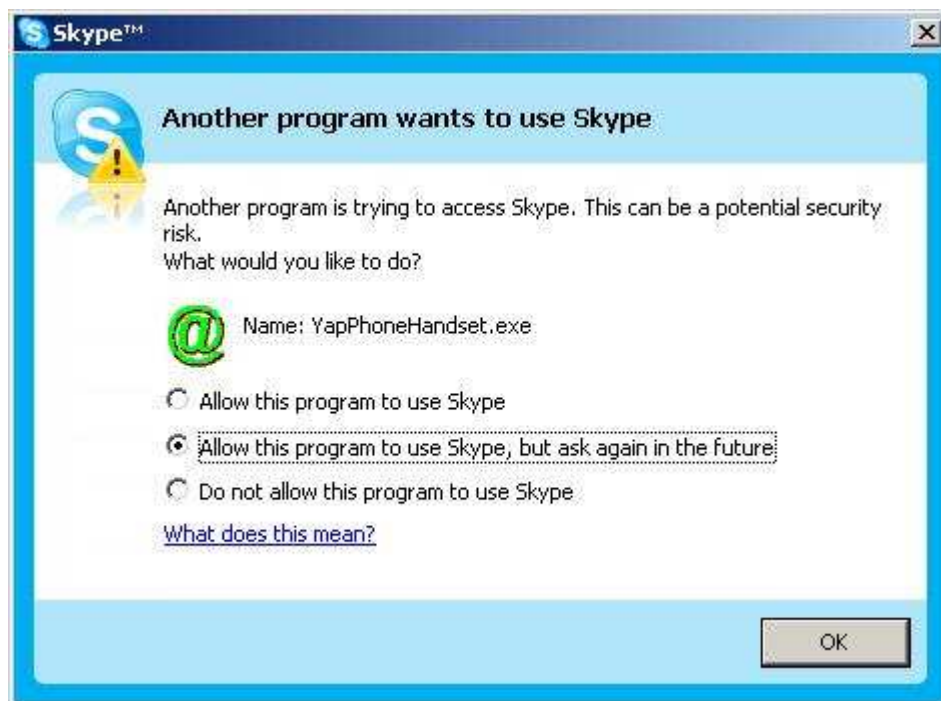 Skype™
Another program wants to use Skype
Another program is trying to access Skype. This can be a potential security
risk.
What would you like to do?
Name: YapPhoneHandset.exe
Allow this program to use Skype
Allow this program to use Skype, but ask again in the future
Do not allow this program to use Skype
What does this mean?
OK